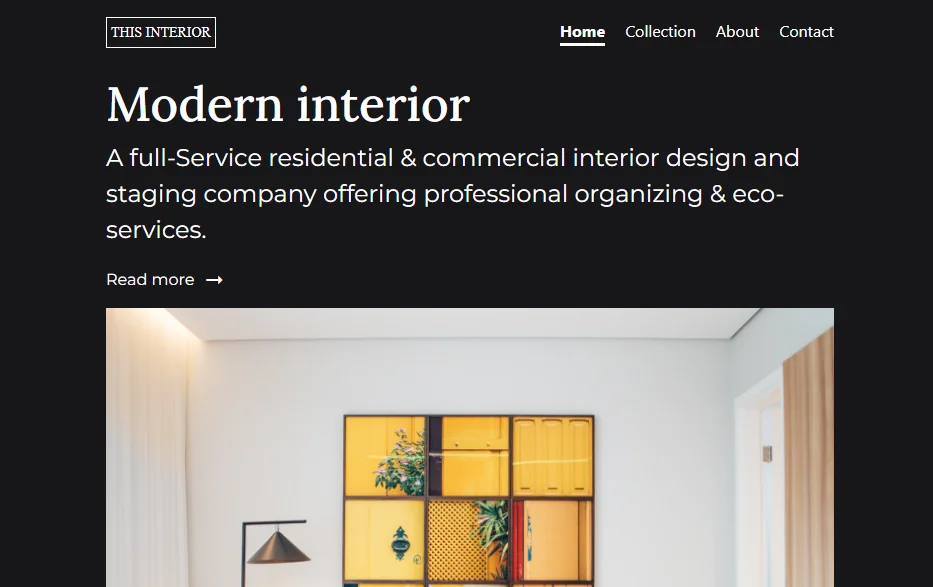 THIS INTERIOR
Home Collection About Contact
Modern interior
A full-Service residential & commercial interior design and
staging company offering professional organizing & eco-
services.
Read more →